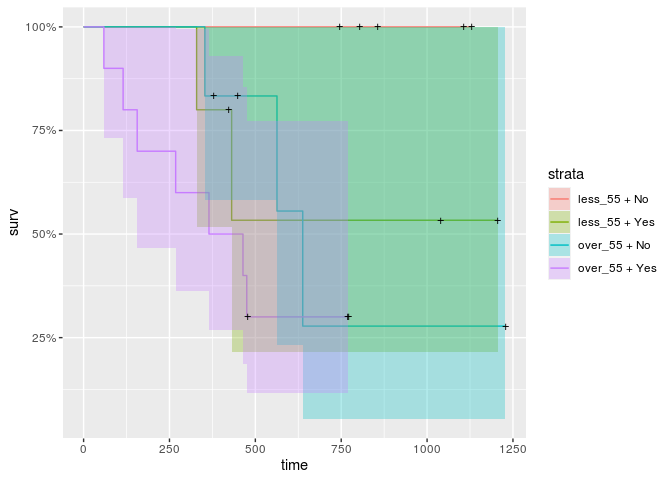 100%
75%
50%
25%
surv
0 250 500 750 1000 1250
time
strata
less_55 + No
less_55 + Yes
over_55 + No
over_55 + Yes